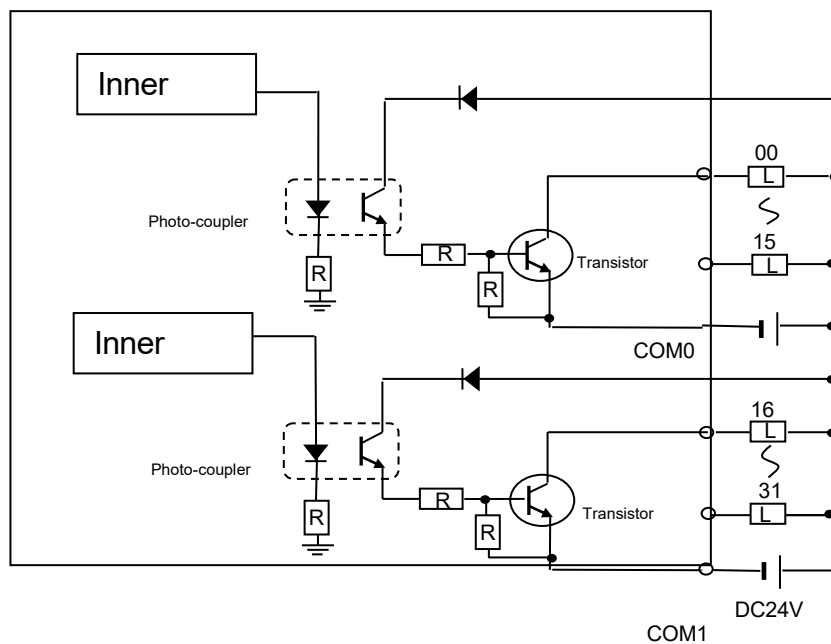 Inner
00
L
Photo-coupler
R
Transistor
15
L
R
R
Inner
COM0
16
L
Photo-coupler
R
Transistor
31
L
R
R
DC24V
COM1